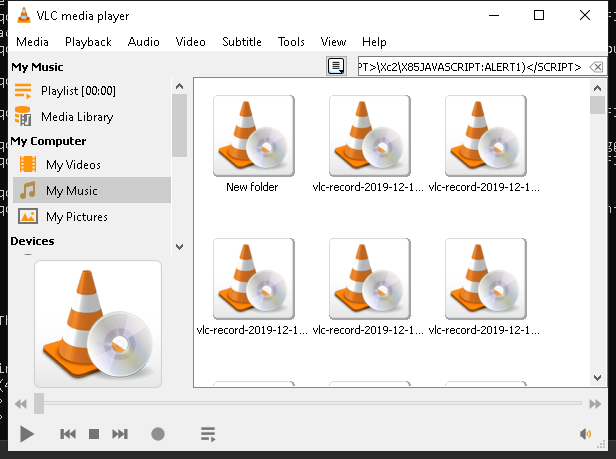 VLC media player
Media Playback Audio Video Subtitle Tools View Help
My Music
Playlist [00:00]
Media Library
My Computer
My Videos
My Music
My Pictures
Devices
PT>\Xc2\X85JAVASCRIPT:ALERT1)</SCRIPT>
New folder
vlc-record-2019-12-1...
vlc-record-2019-12-1...
vlc-record-2019-12-1...
vlc-record-2019-12-1...
vlc-record-2019-12-1...